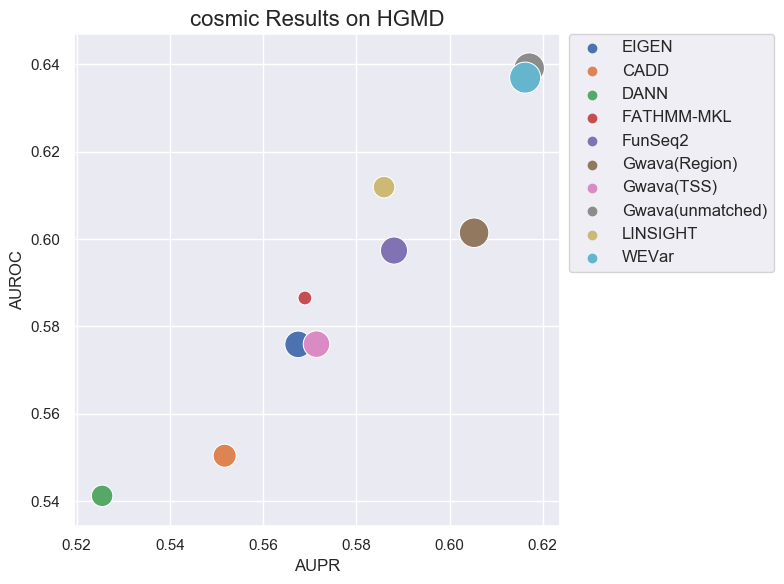 cosmic Results on HGMD
EIGEN
CADD
DANN
FATHMM-MKL
FunSeq2
Gwava(Region)
Gwava(TSS)
Gwava(unmatched)
LINSIGHT
WEVar
AUROC
0.64
0.62
0.60
0.58
0.56
0.54
0.52
0.54
0.56
0.58
0.60
0.62
AUPR